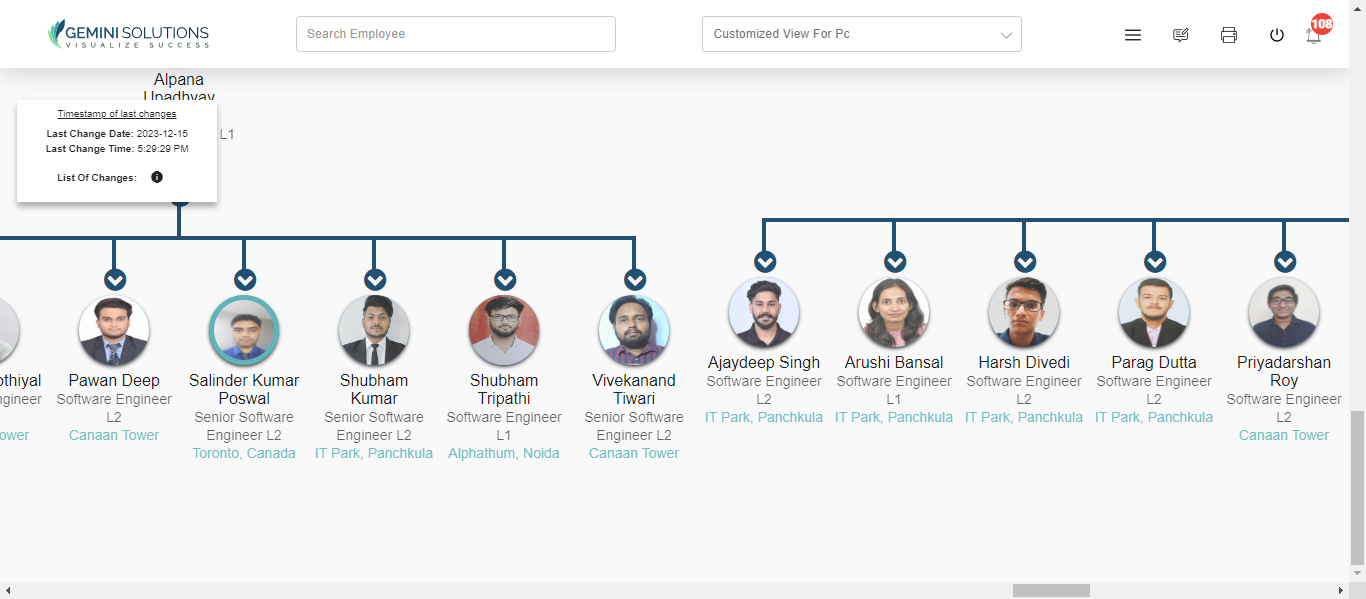 GEMINI SOLUTIONS
VISUALIZE SUCCESS
Search Employee
Customized View For Pc
108
Alpana
Upadhyay
L1
Timestamp of last changes
Last Change Date: 2023-12-15
Last Change Time: 5:29:29 PM
List Of Changes:
othiyal
ngineer
ower
Pawan Deep
Software Engineer
L2
Canaan Tower
Salinder Kumar
Poswal
Senior Software
Engineer L2
Toronto, Canada
Shubham
Kumar
Senior Software
Engineer L2
IT Park, Panchkula
Shubham
Tripathi
Software Engineer
L1
Alphathum, Noida
Vivekanand
Tiwari
Senior Software
Engineer L2
Canaan Tower
Ajaydeep Singh
Software Engineer
L2
IT Park, Panchkula
Arushi Bansal
Software Engineer
L1
IT Park, Panchkula
Harsh Divedi
Software Engineer
L2
IT Park, Panchkula
Parag Dutta
Software Engineer
L2
IT Park, Panchkula
Priyadarshan
Roy
Software Engineer
L2
Canaan Tower